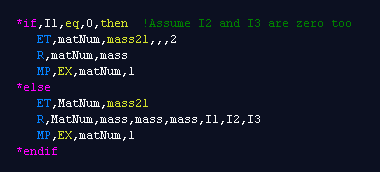 *if,I1,eq,0,then  !Assume I2 and I3 are zero too
ET,matNum,mass21,,,2
R,matNum,mass
MP,EX,matNum,1
*else
ET,MatNum,mass21
R,MatNum,mass,mass,mass,I1,I2,I3
MP,EX,matNum,1
*endif